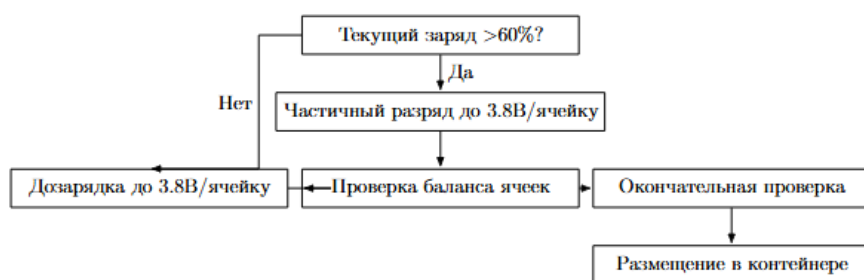 Текущий заряд >60%?
Да
Нет
Частичный разряд до 3.8В/ячейку
Дозарядка до 3.8В/ячейку
Проверка баланса ячеек
Окончательная проверка
Размещение в контейнере